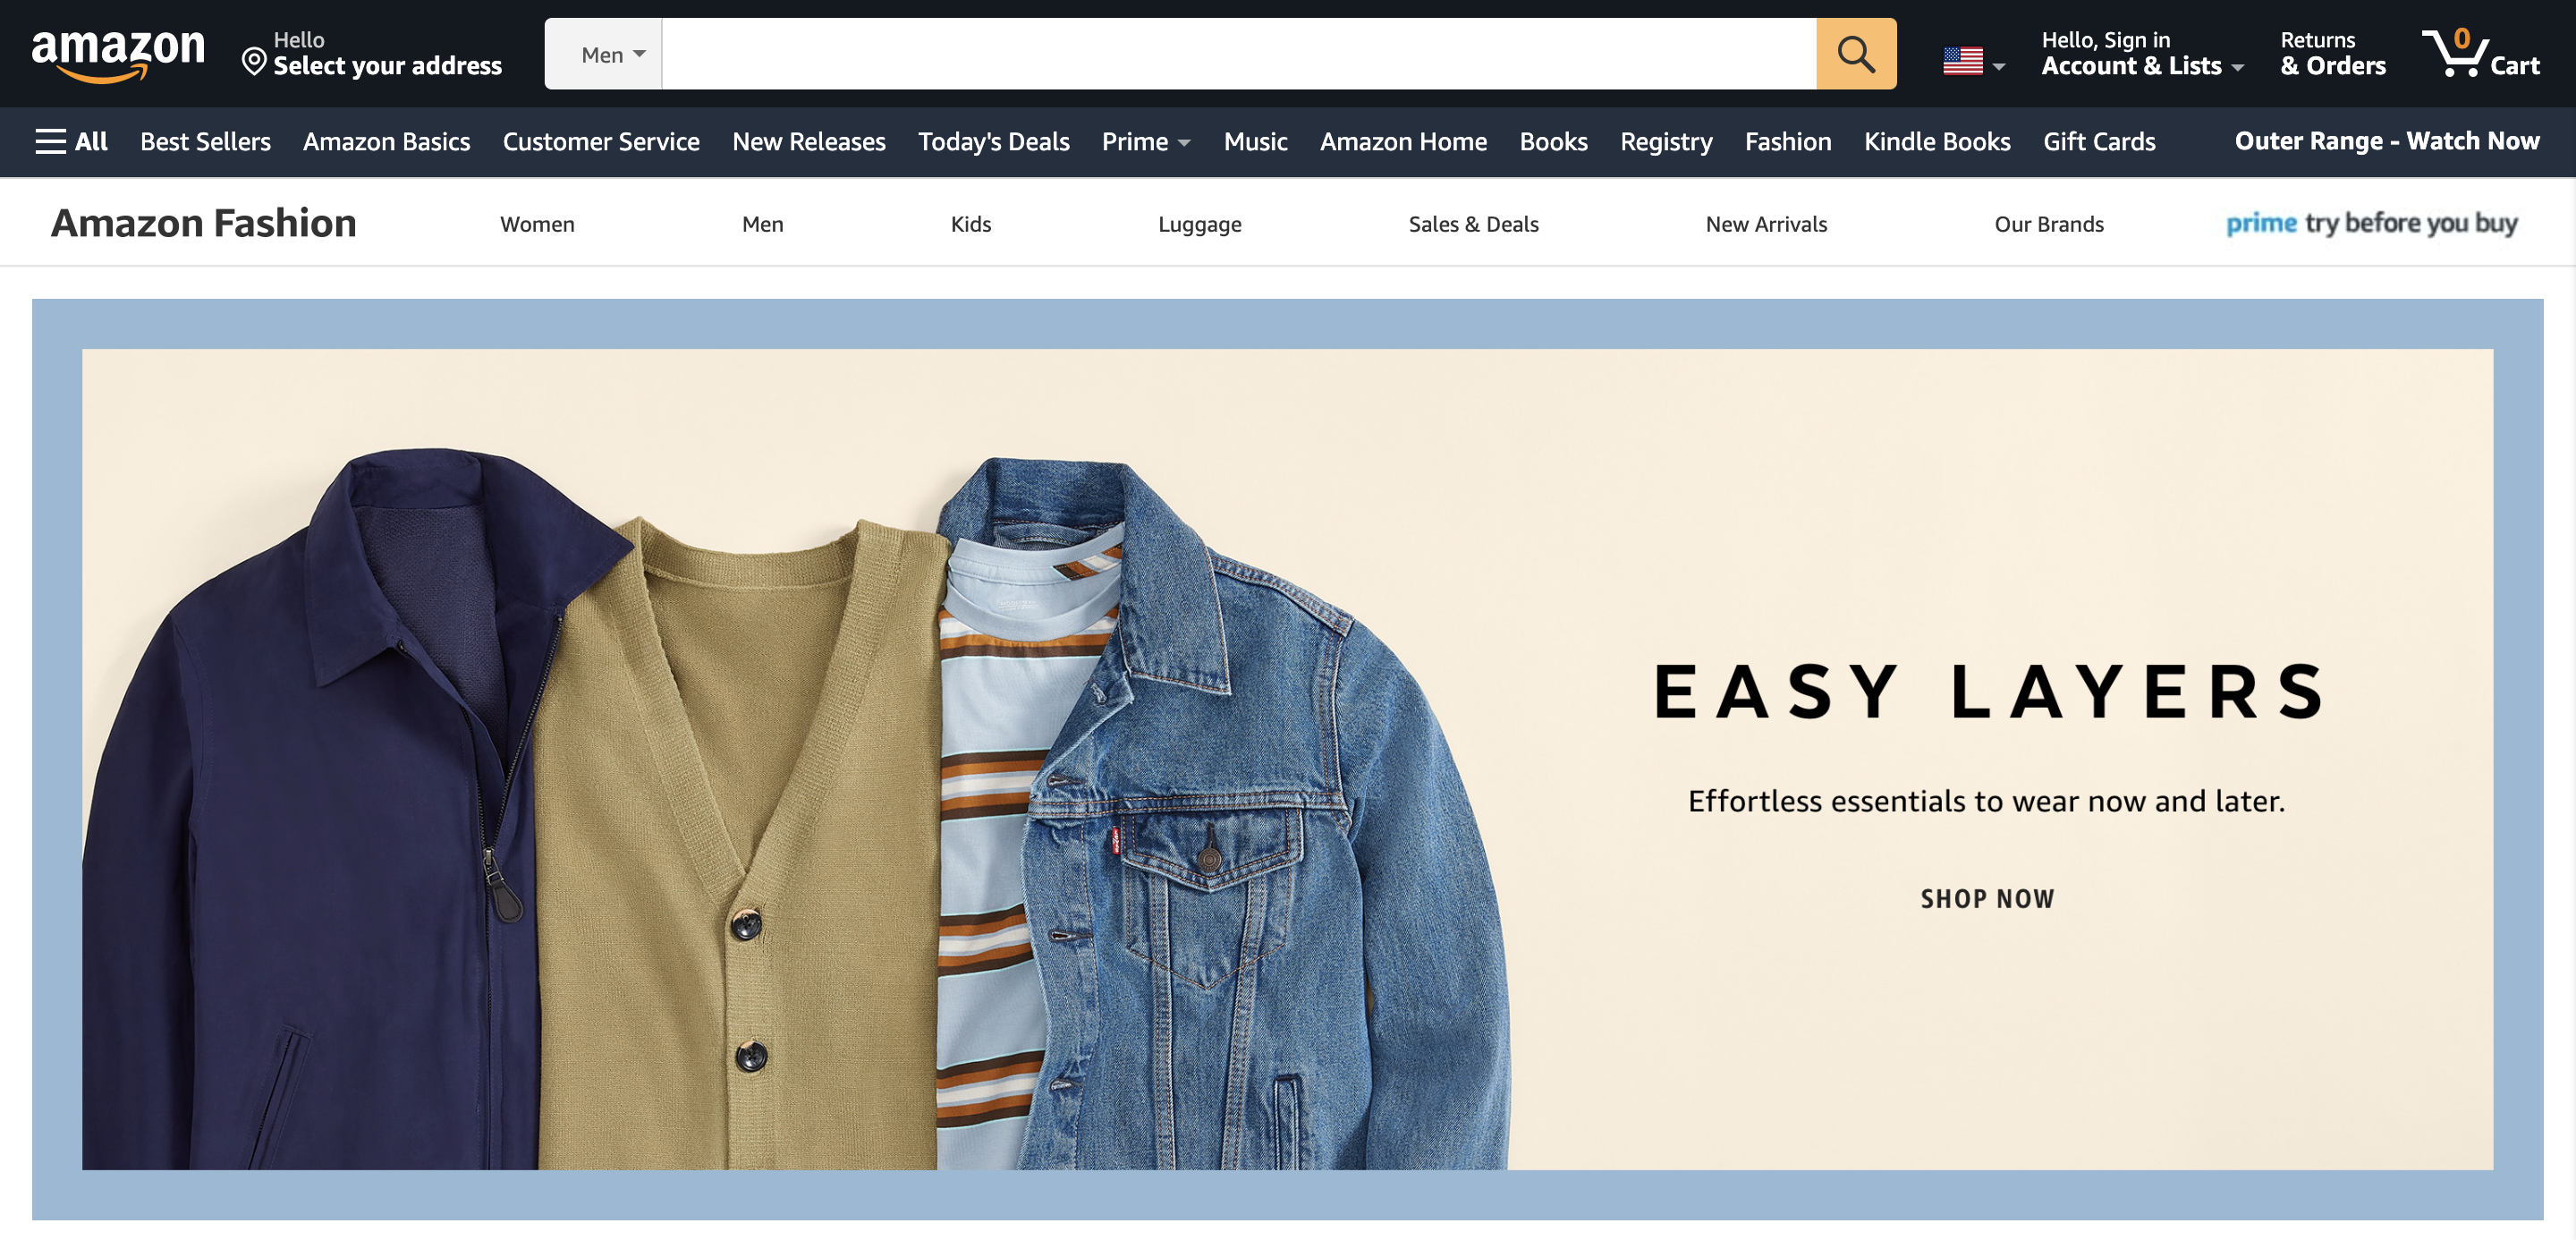 amazon
Hello
Select your address
Men
Hello, Sign in
Account & Lists
Returns
& Orders
0
Cart
All
Best Sellers
Amazon Basics
Customer Service
New Releases
Today's Deals
Prime
Music
Amazon Home
Books
Registry
Fashion
Kindle Books
Gift Cards
Outer Range - Watch Now
Amazon Fashion
Women
Men
Kids
Luggage
Sales & Deals
New Arrivals
Our Brands
prime try before you buy
EASY LAYERS
Effortless essentials to wear now and later.
SHOP NOW